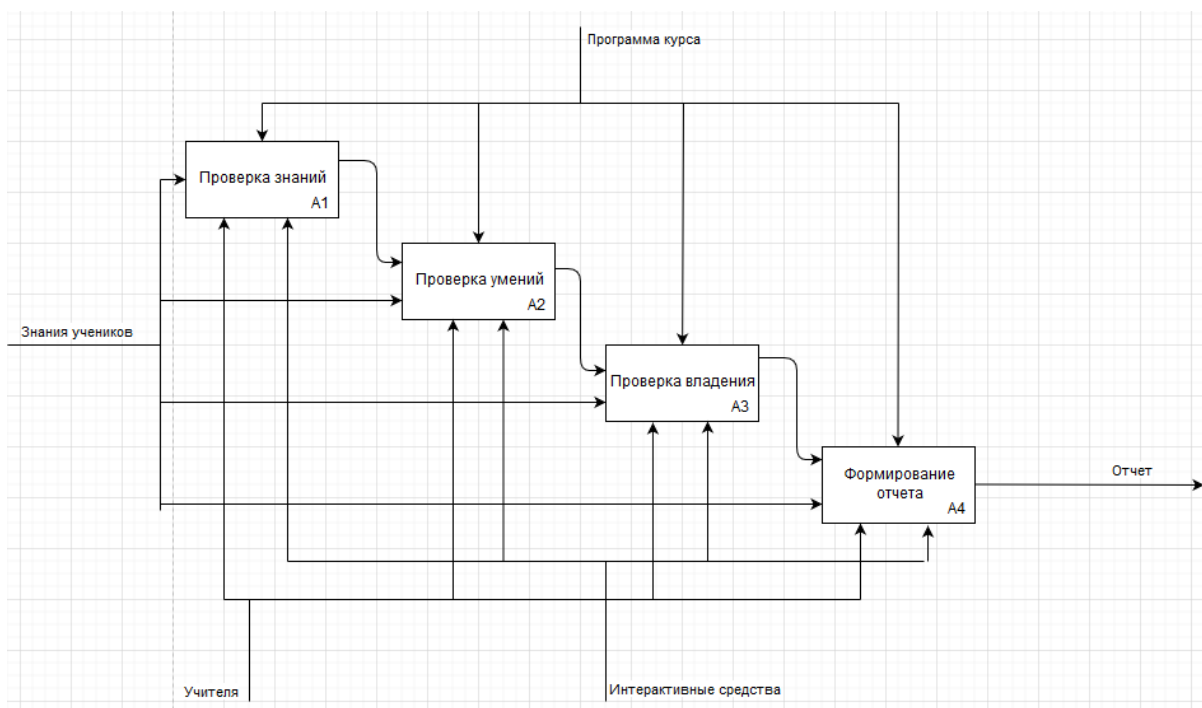 Программа курса
Проверка знаний
A1
Проверка умений
A2
Знания учеников
Проверка владения
A3
Формирование
отчета
A4
Отчет
Учителя
Интерактивные средства